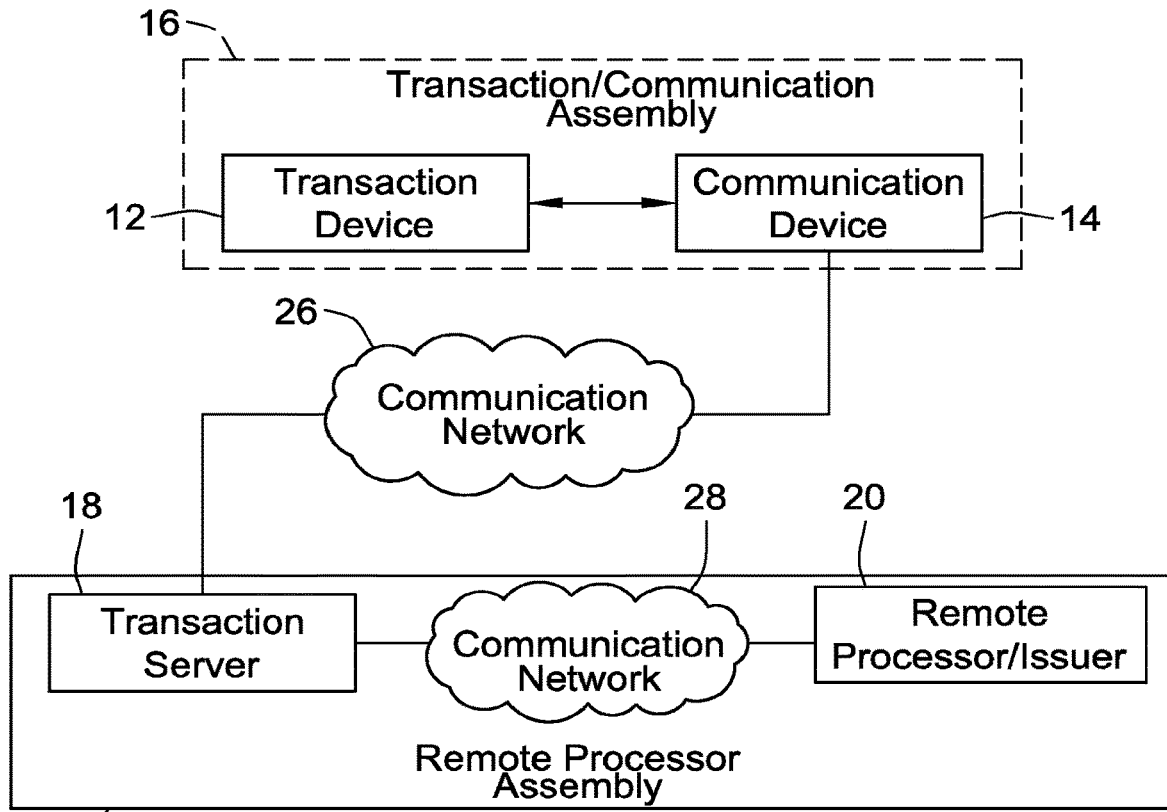 16
Transaction/Communication
Assembly
Transaction
Device
Communication
Device
12
14
26
Communication
Network
18
28
20
Transaction
Server
Communication
Network
Remote
Processor/Issuer
Remote Processor
Assembly